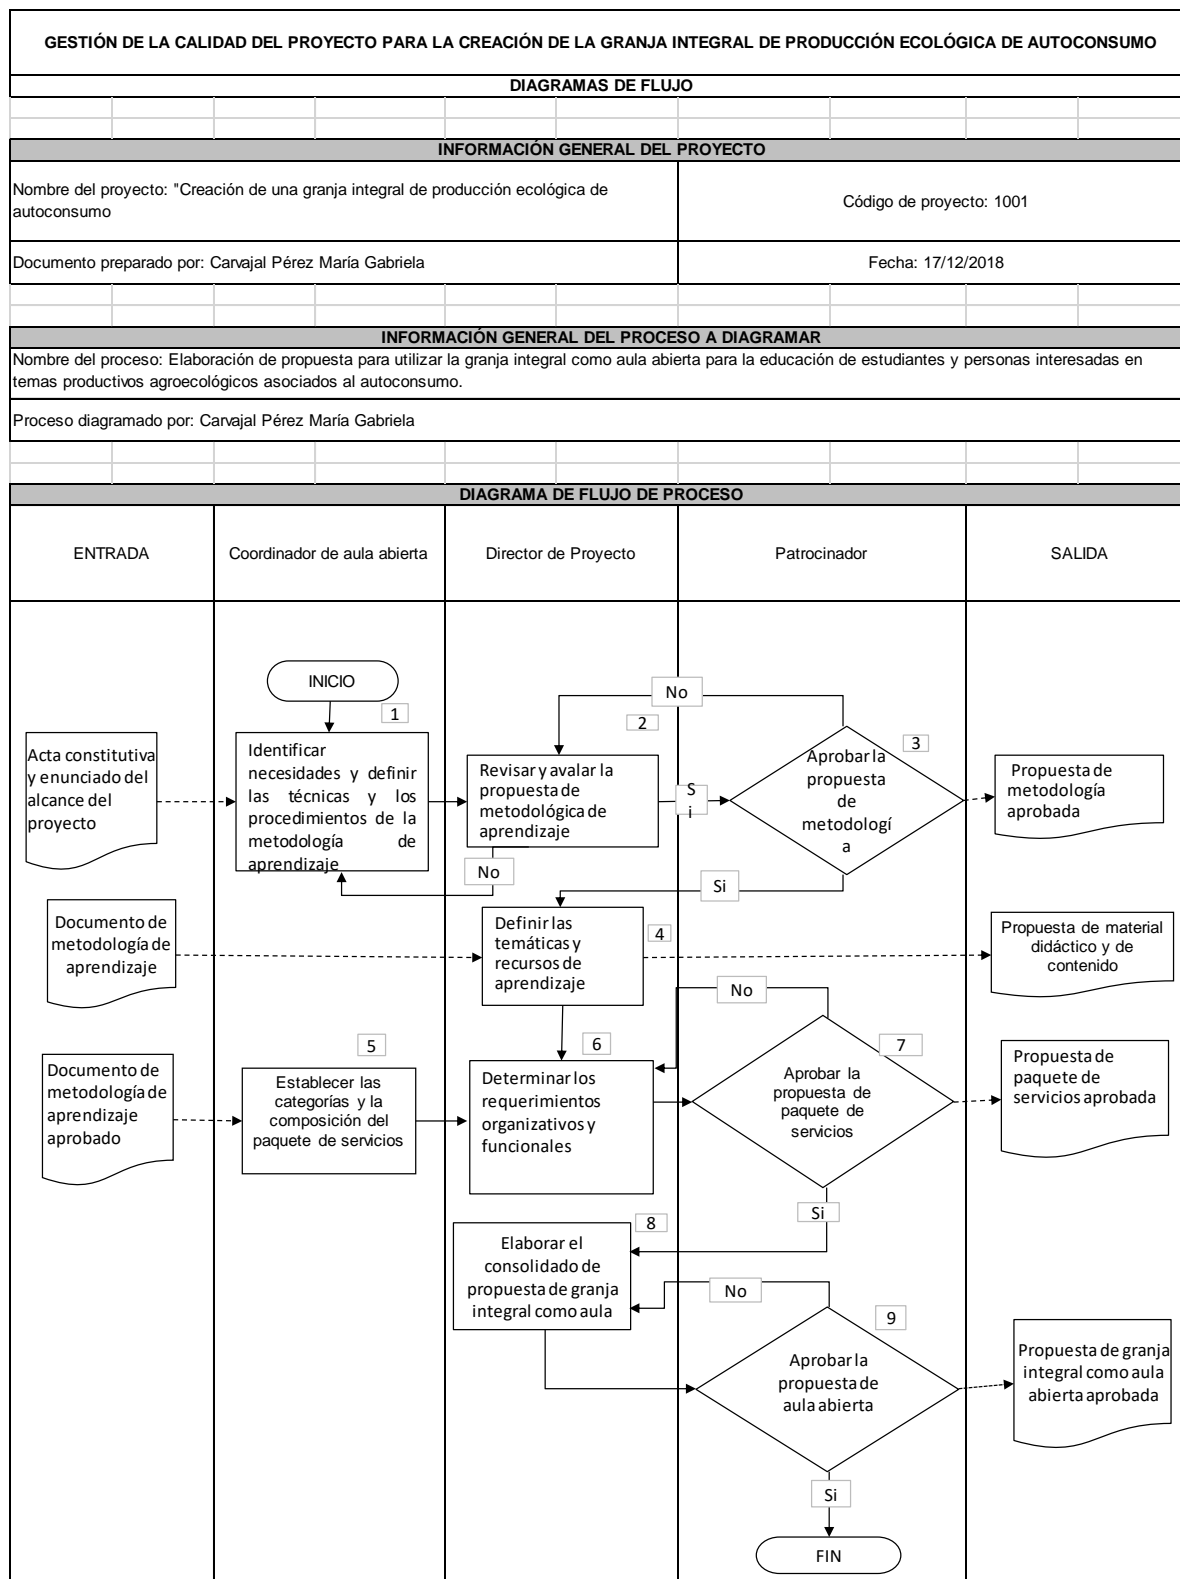 GESTIÓN DE LA CALIDAD DEL PROYECTO PARA LA CREACIÓN DE LA GRANJA INTEGRAL DE PRODUCCIÓN ECOLÓGICA DE AUTOCONSUMO
DIAGRAMAS DE FLUJO
INFORMACIÓN GENERAL DEL PROYECTO
Nombre del proyecto: "Creación de una granja integral de producción ecológica de
autoconsumo
Código de proyecto: 1001
Documento preparado por: Carvajal Pérez María Gabriela
Fecha: 17/12/2018
INFORMACIÓN GENERAL DEL PROCESO A DIAGRAMAR
Nombre del proceso: Elaboración de propuesta para utilizar la granja integral como aula abierta para la educación de estudiantes y personas interesadas en
temas productivos agroecológicos asociados al autoconsumo.
Proceso diagramado por: Carvajal Pérez María Gabriela
DIAGRAMA DE FLUJO DE PROCESO
ENTRADA
Coordinador de aula abierta
Director de Proyecto
Patrocinador
SALIDA
INICIO
No
1
2
3
Acta constitutiva
y enunciado del
alcance del
proyecto
Identificar
necesidades y definir
las técnicas y los
procedimientos de la
metodología de
aprendizaje
Revisar y avalar la
propuesta de
metodológica de
aprendizaje
S
i
Aprobar la
propuesta
de
metodologí
a
Propuesta de
metodología
aprobada
No
Si
Documento de
metodología de
aprendizaje
Definir las
temáticas y
recursos de
aprendizaje
4
Propuesta de material
didáctico y de
contenido
No
5
6
7
Documento de
metodología de
aprendizaje
aprobado
Establecer las
categorías y la
composición del
paquete de servicios
Determinar los
requerimientos
organizativos y
funcionales
Aprobar la
propuesta de
paquete de
servicios
Propuesta de
paquete de
servicios aprobada
Si
8
Elaborar el
consolidado de
propuesta de granja
integral como aula
No
9
Aprobar la
propuesta de
aula abierta
Propuesta de granja
integral como aula
abierta aprobada
Si
FIN